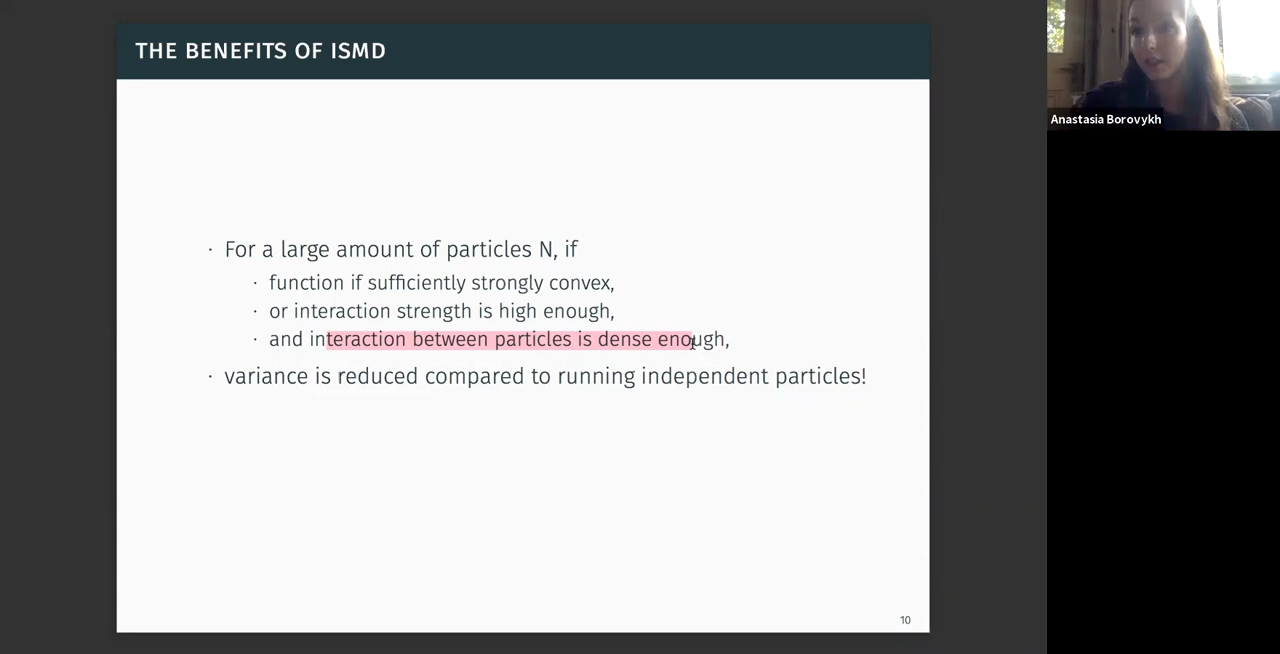 THE BENEFITS OF ISMD
Anastasia Borovykh
· For a large amount of particles N, if
· function if sufficiently strongly convex,
· or interaction strength is high enough,
· and interaction between particles is dense enough,
· variance is reduced compared to running independent particles!
10